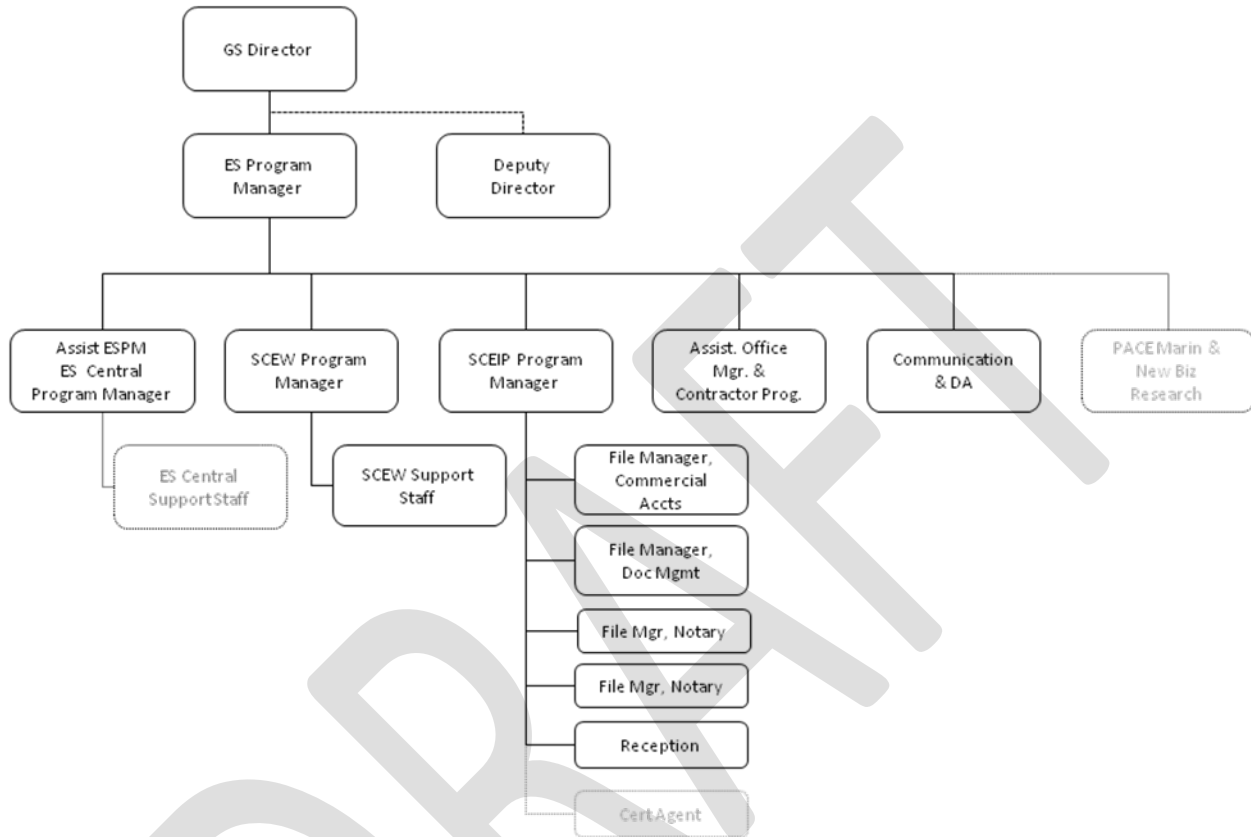 GS Director
ES Program
Manager
Deputy
Director
Assist ESPM
ES Central
Program Manager
SCEW Program
Manager
SCEIP Program
Manager
Assist. Office
Mgr. &
Contractor Prog.
Communication
& DA
PACE Marin &
New Biz
Research
ES Central
Support Staff
SCEW Support
Staff
File Manager,
Commercial
Accts
File Manager,
Doc Mgmt
File Mgr, Notary
File Mgr, Notary
Reception
Cert Agent
DRAFT